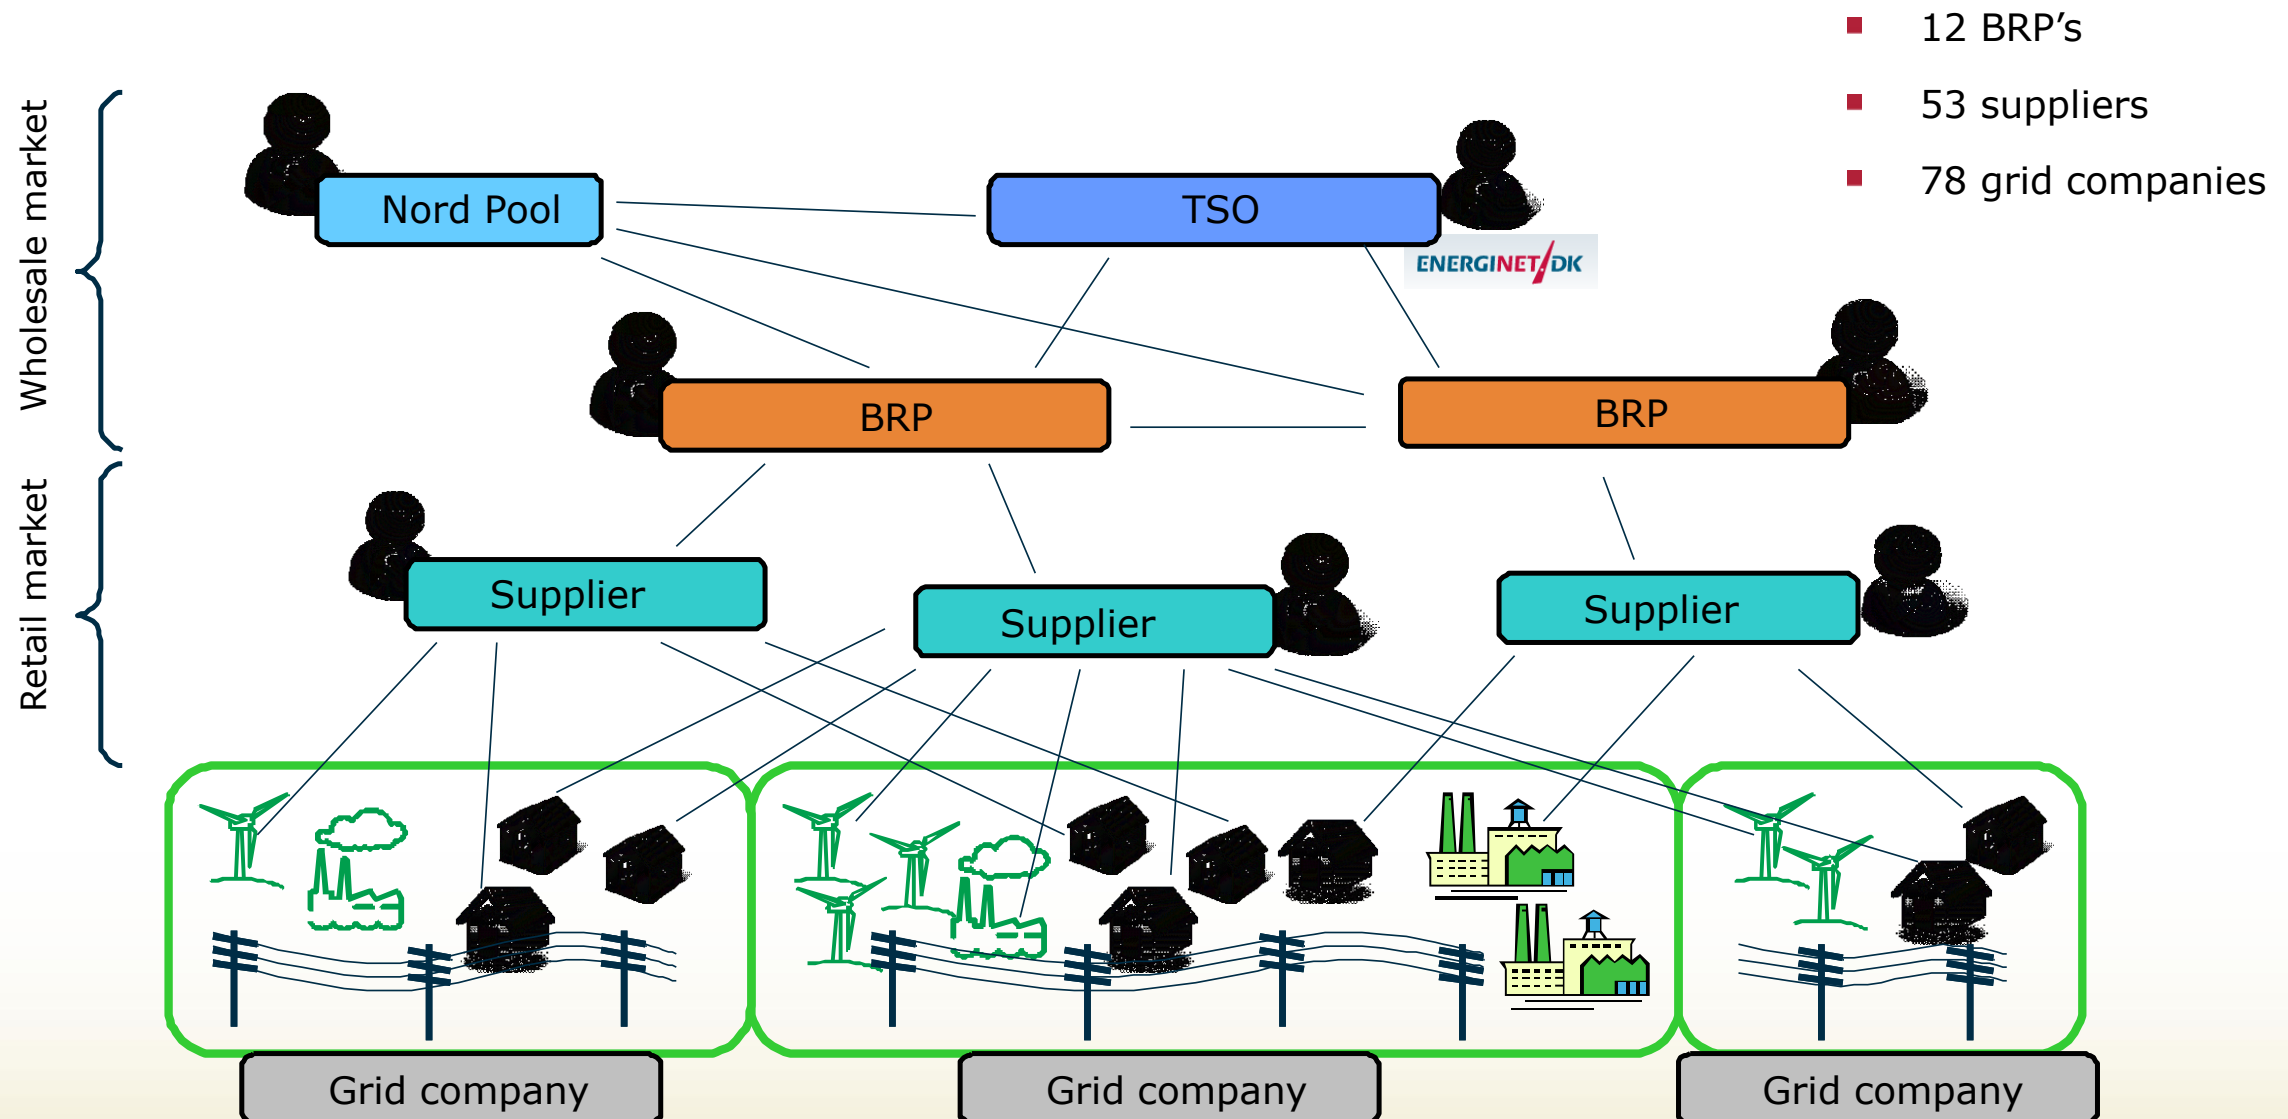 12 BRP’s
53 suppliers
78 grid companies
Wholesale market
Nord Pool
TSO
ENERGINET/DK
BRP
BRP
Retail market
Supplier
Supplier
Supplier
Grid company
Grid company
Grid company